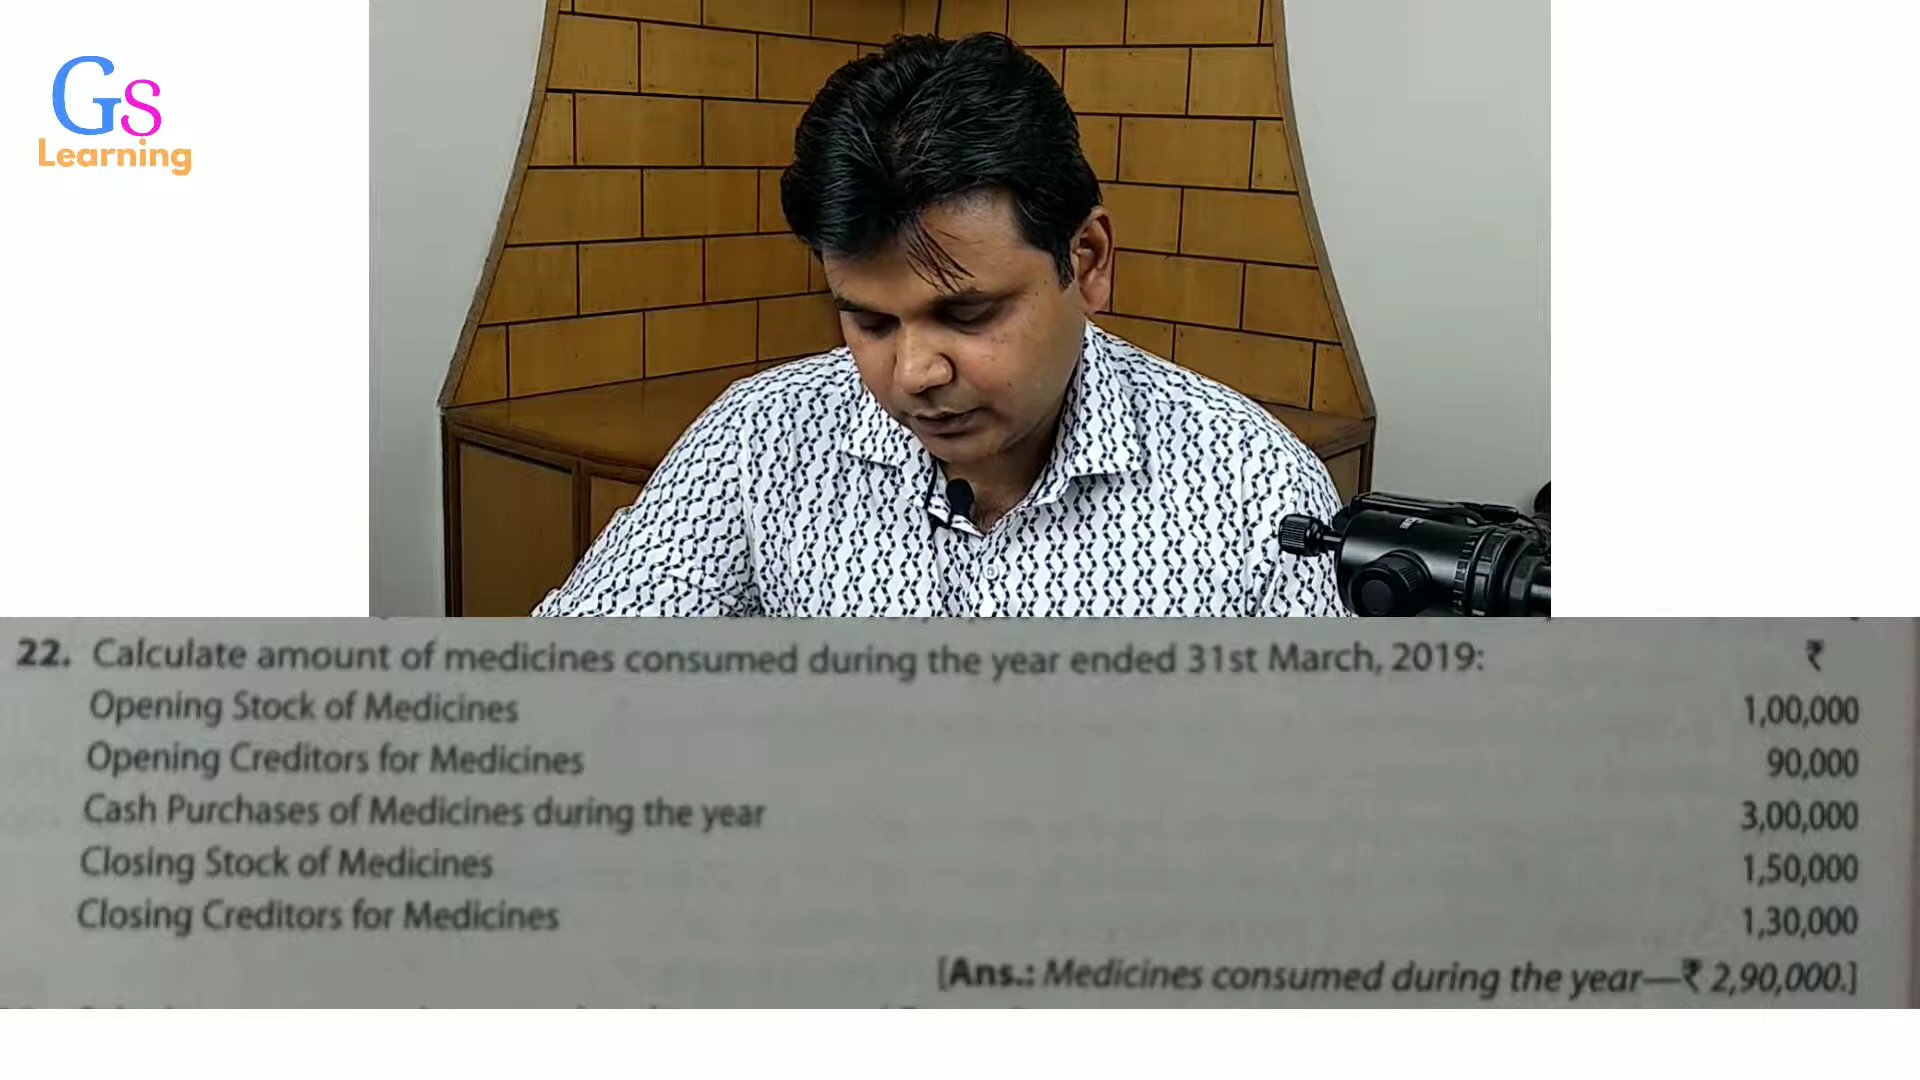 Gs
Learning
22. Calculate amount of medicines consumed during the year ended 31st March, 2019: ₹
Opening Stock of Medicines 1,00,000
Opening Creditors for Medicines 90,000
Cash Purchases of Medicines during the year 3,00,000
Closing Stock of Medicines 1,50,000
Closing Creditors for Medicines 1,30,000
[Ans.: Medicines consumed during the year—₹ 2,90,000.]